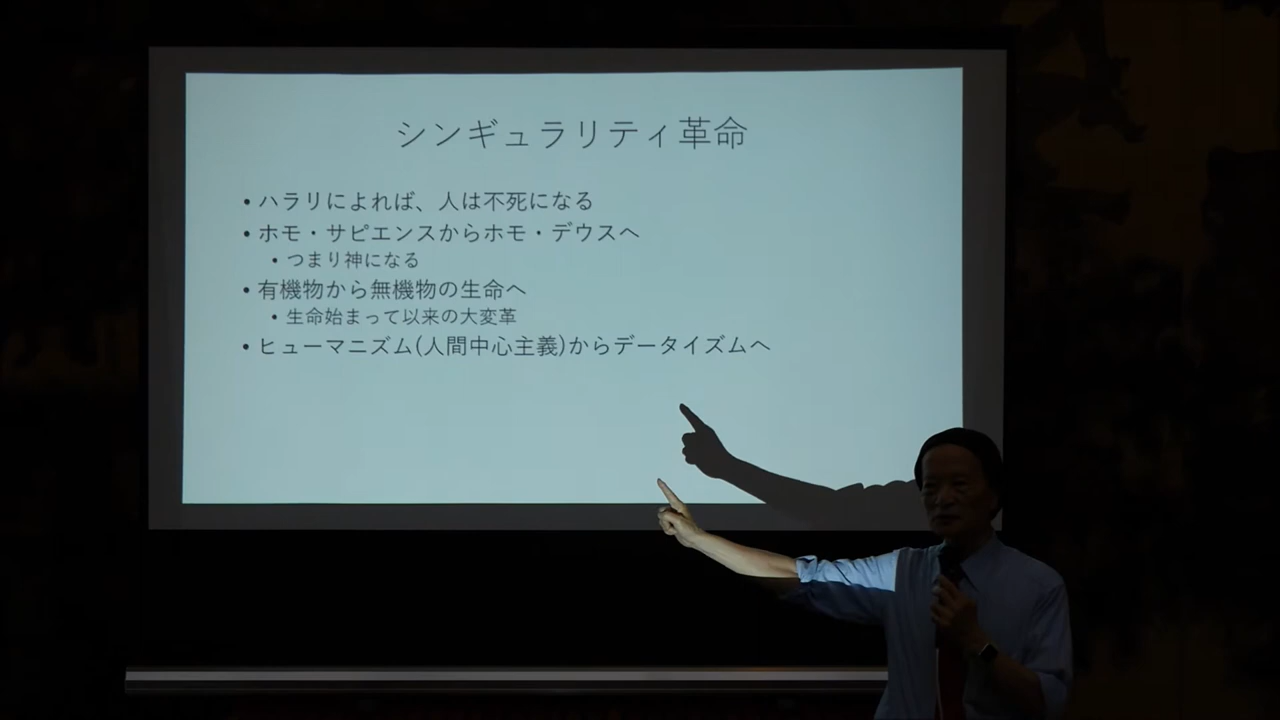 シンギュラリティ革命
• ハラリによれば、人は不死になる
• ホモ・サピエンスからホモ・デウスへ
• つまり神になる
• 有機物から無機物の生命へ
• 生命始まって以来の大変革
• ヒューマニズム(人間中心主義)からデータイズムへ